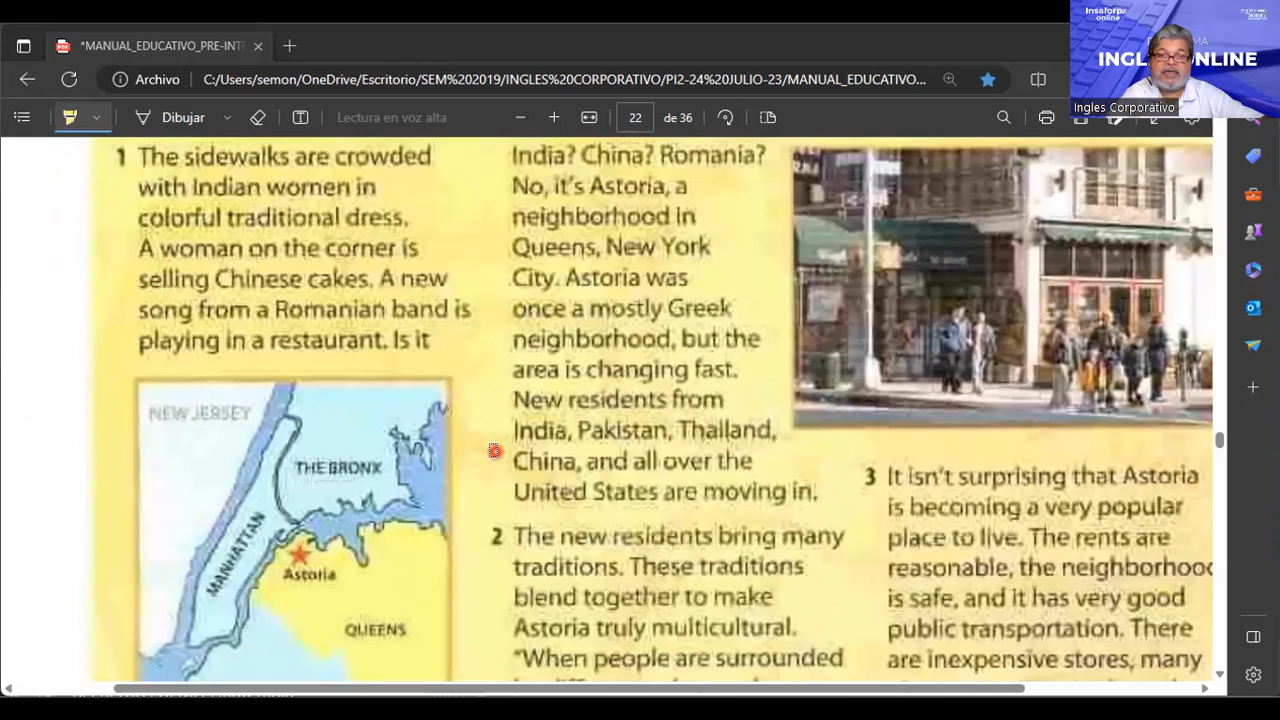 *MANUAL_EDUCATIVO_PRE-INT
Archivo
C:/Users/semon/OneDrive/Escritorio/SEM%202019/INGLES%20CORPORATIVO/PI2-24%20JULIO-23/MANUAL_EDUCATIVO...
Dibujar
Lectura en voz alta
22
de 36
Insaforp
online
INGL
ONLINE
Ingles Corporativo
1 The sidewalks are crowded
with Indian women in
colorful traditional dress.
A woman on the corner is
selling Chinese cakes. A new
song from a Romanian band is
playing in a restaurant. Is it
India? China? Romania?
No, it's Astoria, a
neighborhood in
Queens, New York
City. Astoria was
once a mostly Greek
neighborhood, but the
area is changing fast.
New residents from
India, Pakistan, Thailand,
China, and all over the
United States are moving in.
2 The new residents bring many
traditions. These traditions
blend together to make
Astoria truly multicultural.
"When people are surrounded
3 It isn't surprising that Astoria
is becoming a very popular
place to live. The rents are
reasonable, the neighborhood
is safe, and it has very good
public transportation. There
are inexpensive stores, many
NEW JERSEY
THE BRONX
MANHATTAN
Astoria
QUEENS